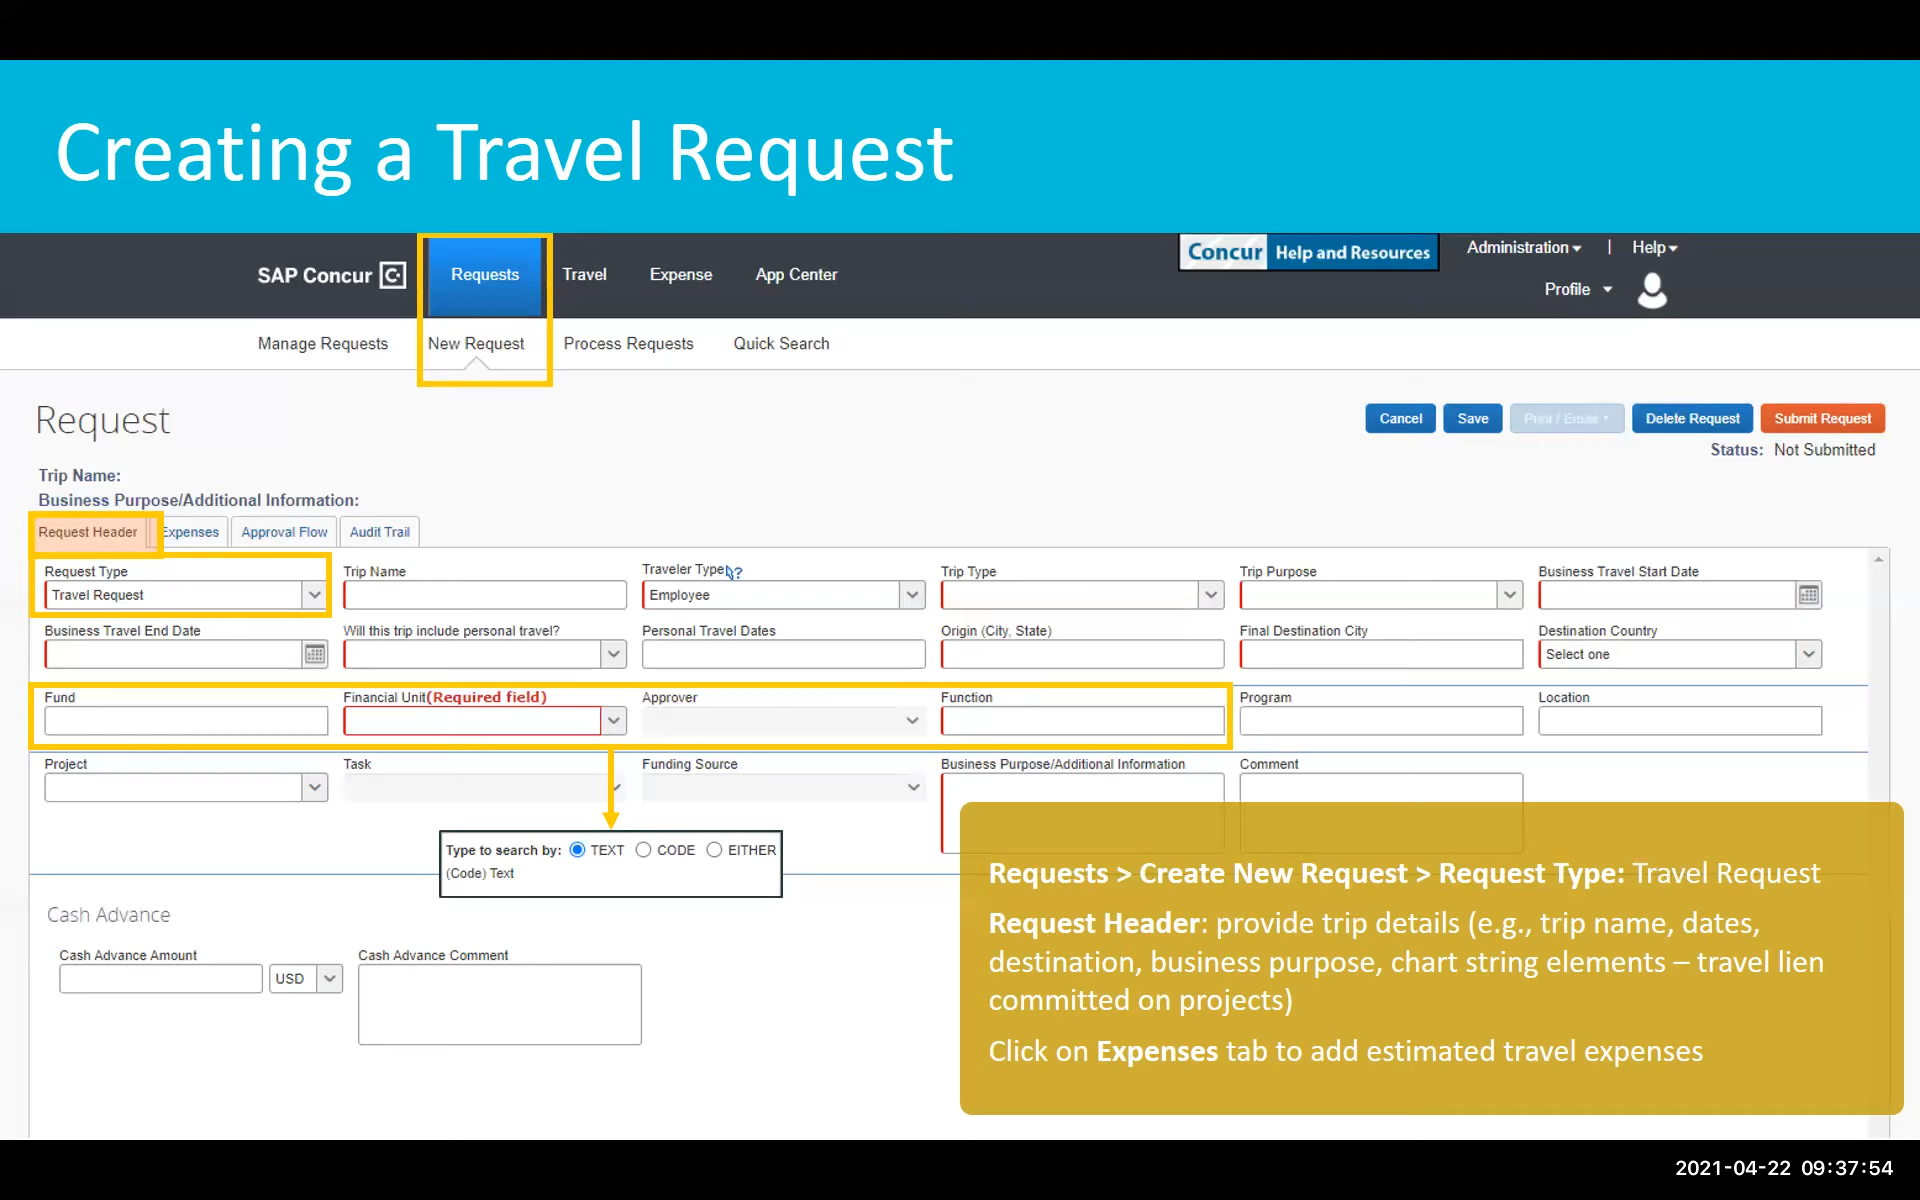 Creating a Travel Request
SAP Concur
Requests
Travel
Expense
App Center
Concur Help and Resources
Administration
|
Help
Profile
Manage Requests
New Request
Process Requests
Quick Search
Request
Cancel
Save
Print / Email
Delete Request
Submit Request
Status: Not Submitted
Trip Name:
Business Purpose/Additional Information:
Request Header
Expenses
Approval Flow
Audit Trail
Request Type
Trip Name
Traveler Type ?
Trip Type
Trip Purpose
Business Travel Start Date
Travel Request
Employee
Business Travel End Date
Will this trip include personal travel?
Personal Travel Dates
Origin (City, State)
Final Destination City
Destination Country
Select one
Fund
Financial Unit(Required field)
Approver
Function
Program
Location
Project
Task
Funding Source
Business Purpose/Additional Information
Comment
Type to search by: TEXT CODE EITHER
(Code) Text
Cash Advance
Cash Advance Amount
Cash Advance Comment
USD
Requests > Create New Request > Request Type: Travel Request
Request Header: provide trip details (e.g., trip name, dates,
destination, business purpose, chart string elements – travel lien
committed on projects)
Click on Expenses tab to add estimated travel expenses
2021-04-22 09:37:54